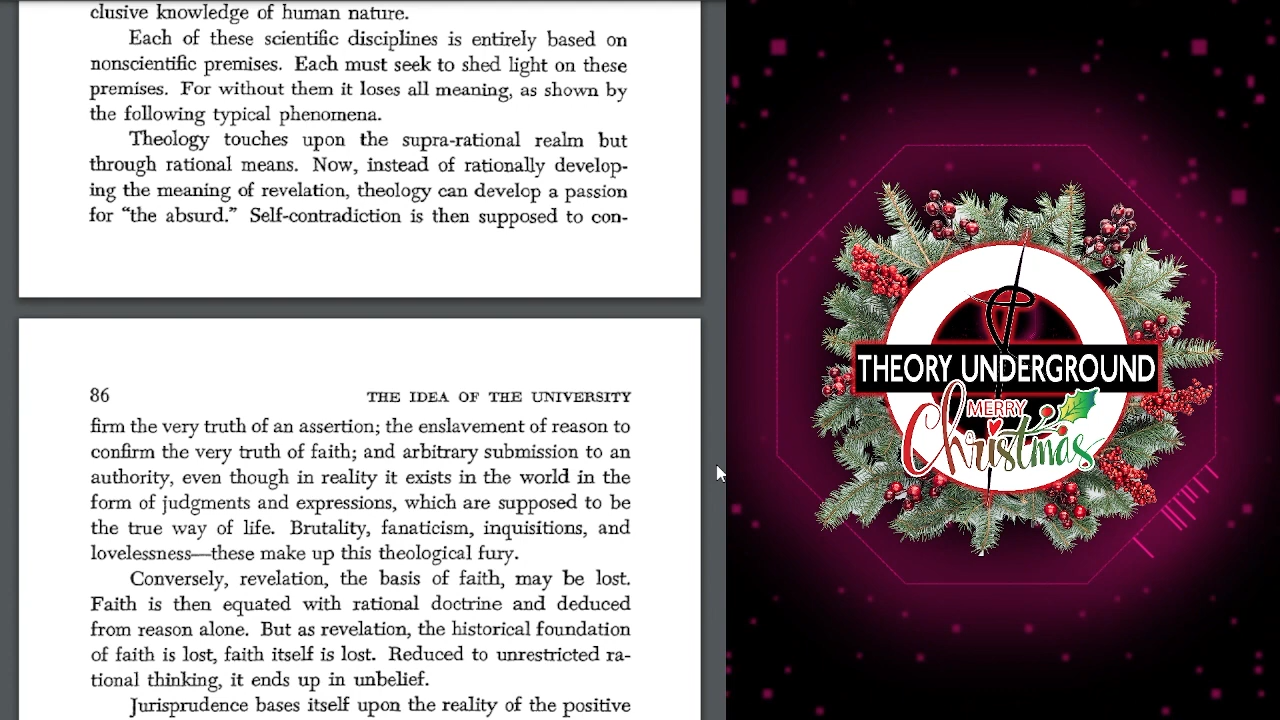 clusive knowledge of human nature.
Each of these scientific disciplines is entirely based on
nonscientific premises. Each must seek to shed light on these
premises. For without them it loses all meaning, as shown by
the following typical phenomena.
Theology touches upon the supra-rational realm but
through rational means. Now, instead of rationally develop-
ing the meaning of revelation, theology can develop a passion
for “the absurd.” Self-contradiction is then supposed to con-
86 THE IDEA OF THE UNIVERSITY
firm the very truth of an assertion; the enslavement of reason to
confirm the very truth of faith; and arbitrary submission to an
authority, even though in reality it exists in the world in the
form of judgments and expressions, which are supposed to be
the true way of life. Brutality, fanaticism, inquisitions, and
lovelessness—these make up this theological fury.
Conversely, revelation, the basis of faith, may be lost.
Faith is then equated with rational doctrine and deduced
from reason alone. But as revelation, the historical foundation
of faith is lost, faith itself is lost. Reduced to unrestricted ra-
tional thinking, it ends up in unbelief.
Jurisprudence bases itself upon the reality of the positive
THEORY UNDERGROUND
MERRY
Christmas